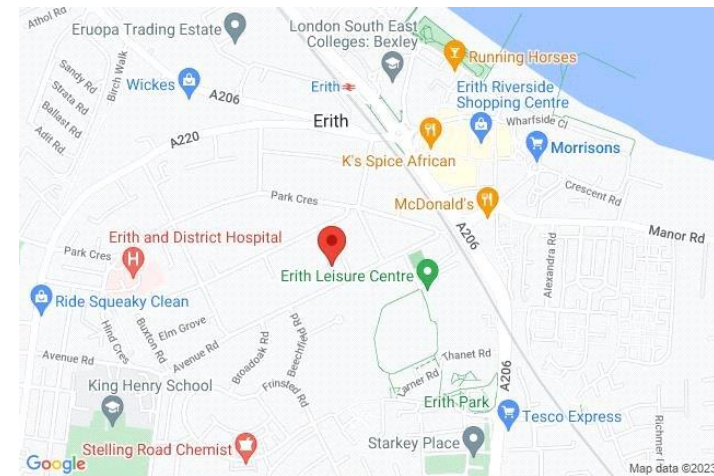 Athol Rd
Eruopa Trading Estate
London South East
Colleges: Bexley
Running Horses
Sandy Rd
Birch Walk
Strata Rd
Ballast Rd
Adit Rd
Wickes
A206
Erith
Erith Riverside
Shopping Centre
Wharfside Cl
Erith
A220
K's Spice African
Morrisons
Crescent Rd
Park Cres
McDonald's
A206
Manor Rd
Alexandra Rd
Erith and District Hospital
Park Cres
Erith Leisure Centre
Ride Squeaky Clean
Hind Cres
Buxton Rd
Elm Grove
Avenue Rd
Avenue Rd
Broadoak Rd
Beechfield Rd
Frinsted Rd
Thanet Rd
Larner Rd
A206
King Henry School
Erith Park
Tesco Express
Stelling Road Chemist
Starkey Place
Google
Map data ©2023